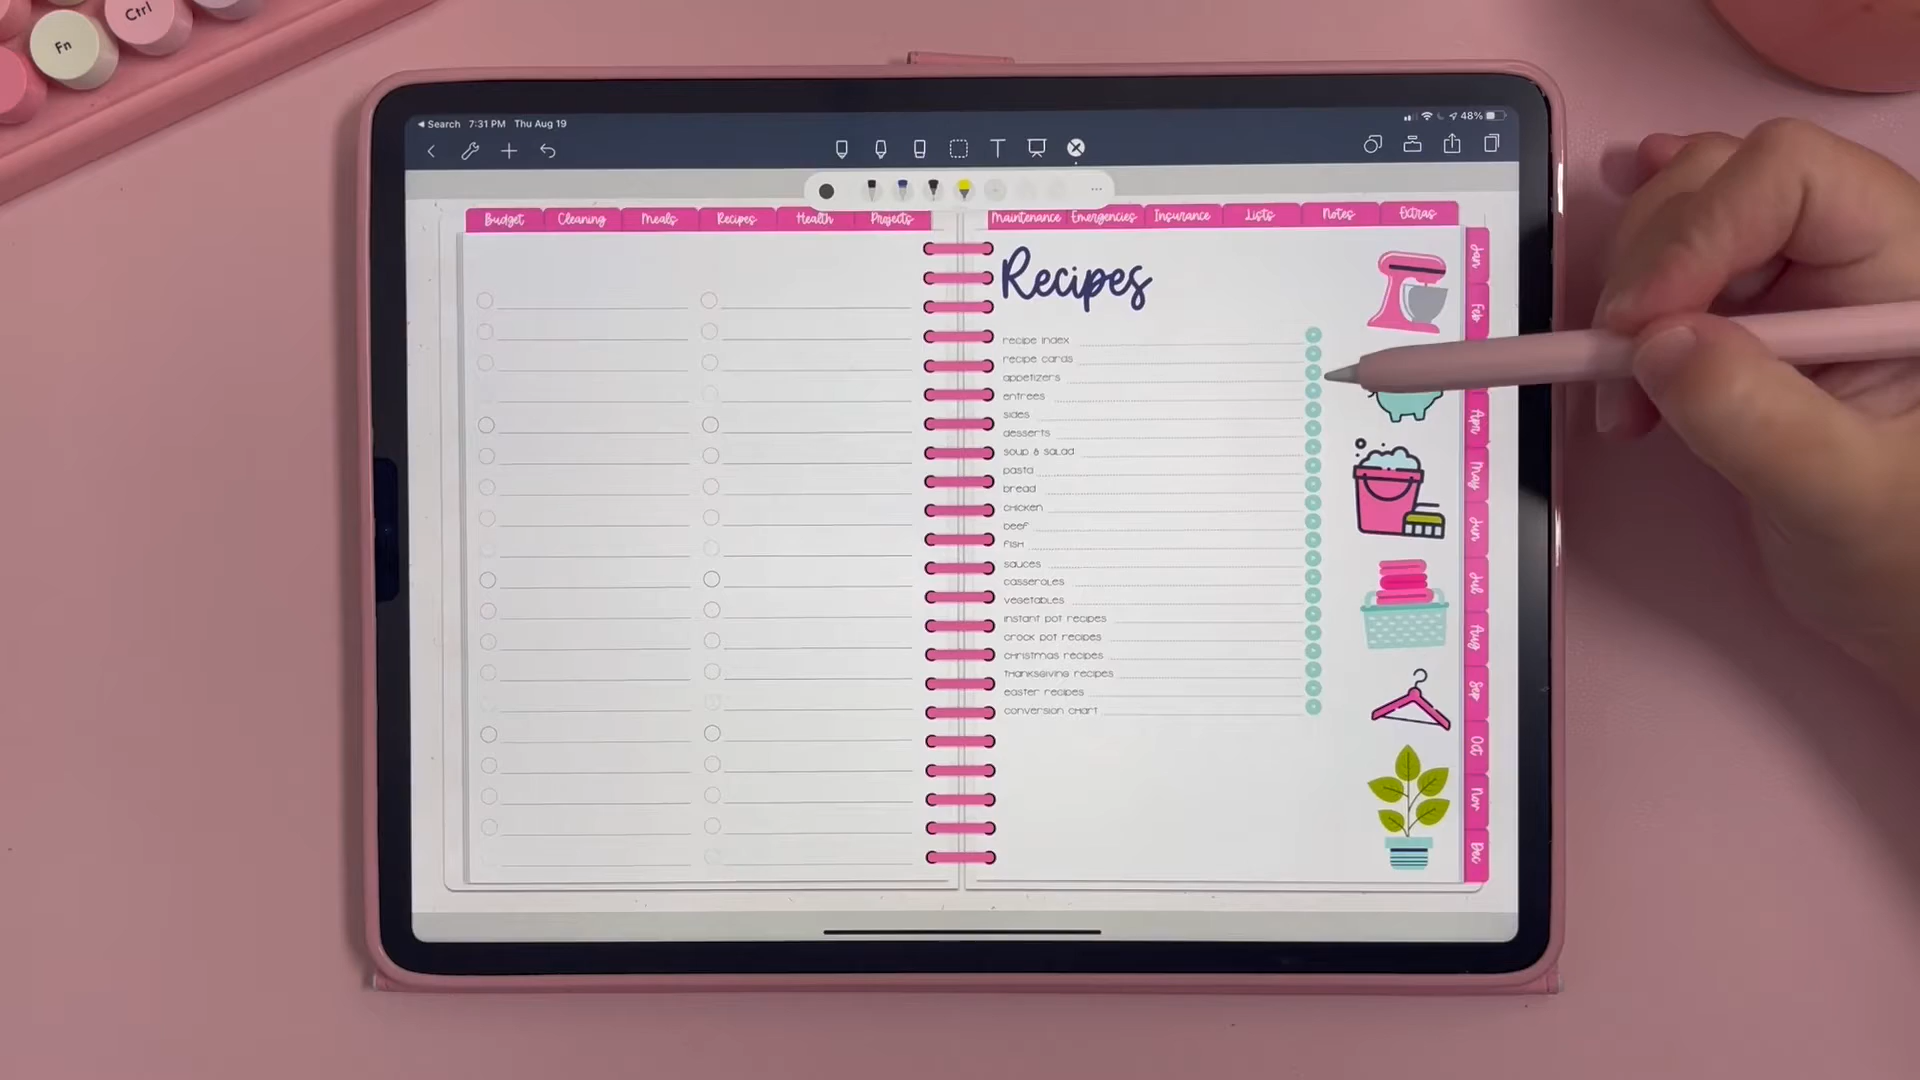 Fn
Ctrl
Search 7:31 PM Thu Aug 19
48%
Budget Cleaning Meals Recipes Health Projects
Maintenance Emergencies Insurance Lists Notes Extras
Recipes
recipe index
recipe cards
appetizers
entrees
sides
desserts
soup & salad
pasta
bread
chicken
beef
fish
sauces
casseroles
vegetables
instant pot recipes
crock pot recipes
christmas recipes
thanksgiving recipes
easter recipes
conversion chart
Jan
Feb
Apr
May
Jun
Jul
Aug
Sep
Oct
Nov
Dec